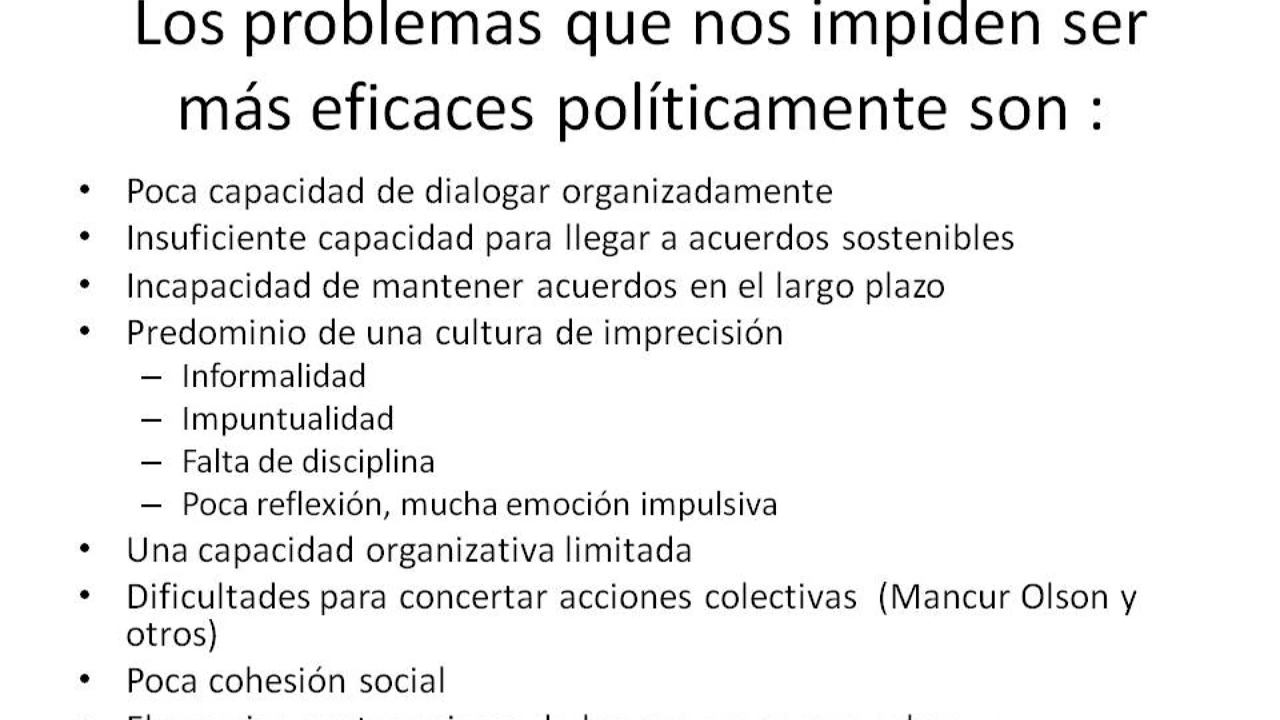 Los problemas que nos impiden ser
más eficaces políticamente son :
• Poca capacidad de dialogar organizadamente
• Insuficiente capacidad para llegar a acuerdos sostenibles
• Incapacidad de mantener acuerdos en el largo plazo
• Predominio de una cultura de imprecisión
– Informalidad
– Impuntualidad
– Falta de disciplina
– Poca reflexión, mucha emoción impulsiva
• Una capacidad organizativa limitada
• Dificultades para concertar acciones colectivas (Mancur Olson y
otros)
• Poca cohesión social